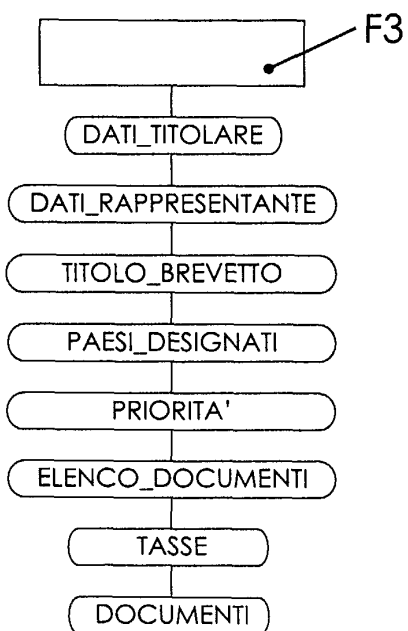 F3
DATI_TITOLARE
DATI_RAPPRESENTANTE
TITOLO_BREVETTO
PAESI_DESIGNATI
PRIORITA'
ELENCO_DOCUMENTI
TASSE
DOCUMENTI